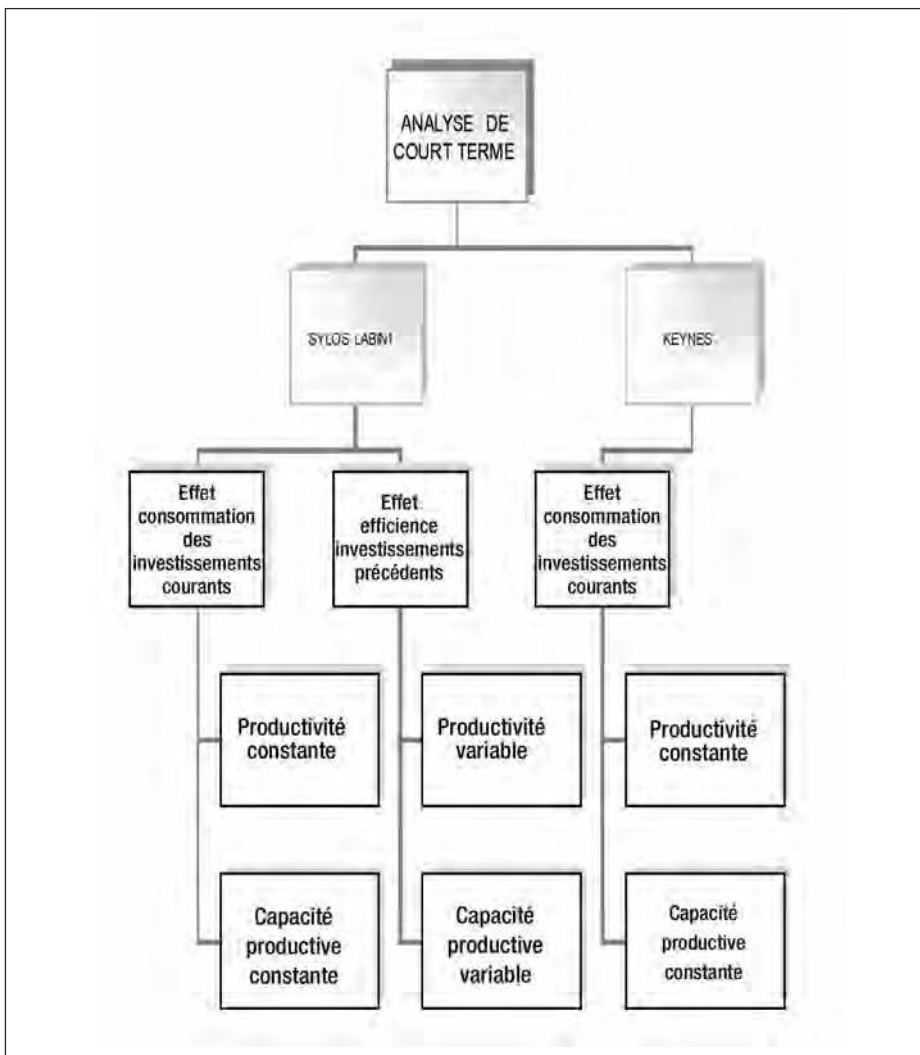 ANALYSE DE
COURT TERME
SYLOS LABINI
KEYNES
Effet
consommation
des
investissements
courants
Effet
efficience
investissements
précédents
Effet
consommation
des
investissements
courants
Productivité
constante
Productivité
variable
Productivité
constante
Capacité
productive
constante
Capacité
productive
variable
Capacité
productive
constante